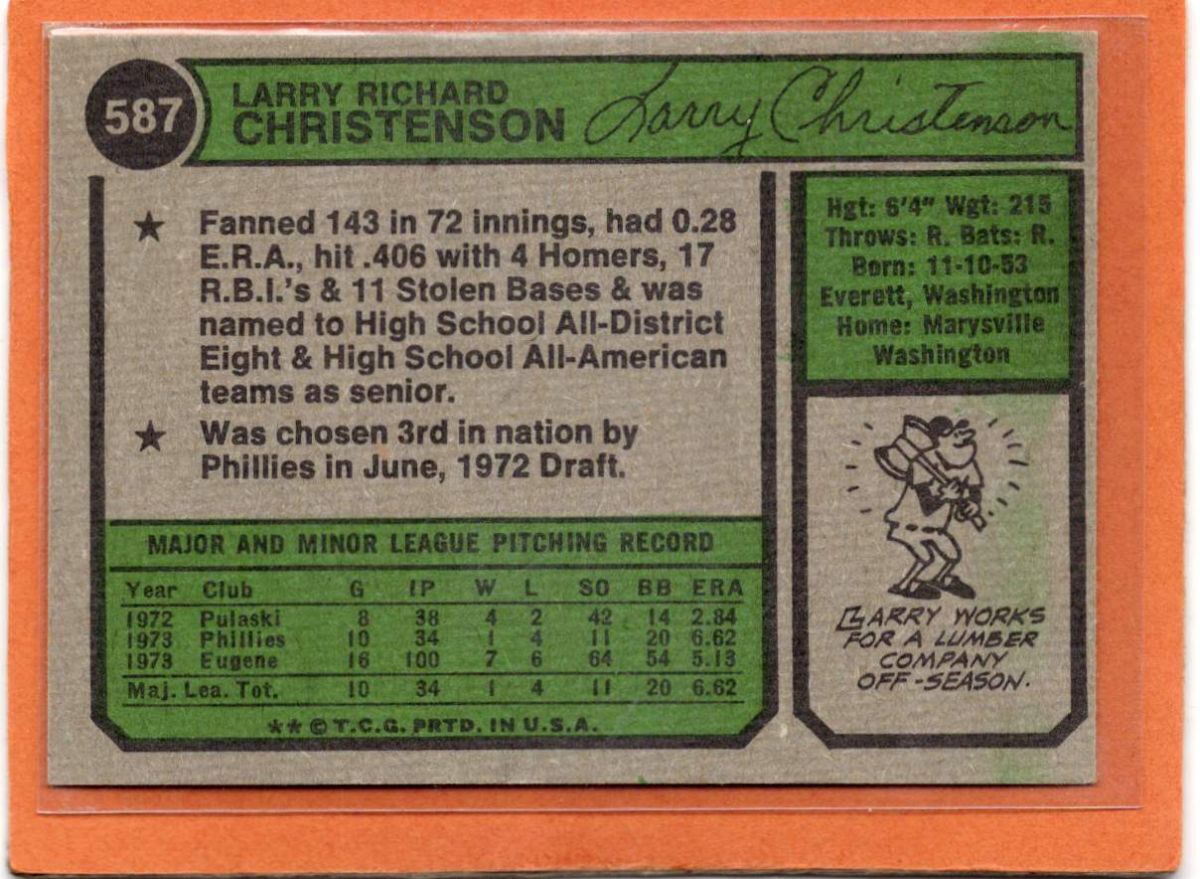 587
LARRY RICHARD
CHRISTENSON
Larry Christenson
★ Fanned 143 in 72 innings, had 0.28
E.R.A., hit .406 with 4 Homers, 17
R.B.I.'s & 11 Stolen Bases & was
named to High School All-District
Eight & High School All-American
teams as senior.
★ Was chosen 3rd in nation by
Phillies in June, 1972 Draft.
Hgt: 6'4" Wgt: 215
Throws: R. Bats: R.
Born: 11-10-53
Everett, Washington
Home: Marysville
Washington
MAJOR AND MINOR LEAGUE PITCHING RECORD
Year Club G IP W L SO BB ERA
1972 Pulaski 8 38 4 2 42 14 2.84
1973 Phillies 10 34 1 4 11 20 6.62
1973 Eugene 16 100 7 6 64 54 5.13
Maj. Lea. Tot. 10 34 1 4 11 20 6.62
** © T.C.G. PRTD. IN U.S.A.
LARRY WORKS
FOR A LUMBER
COMPANY
OFF-SEASON.